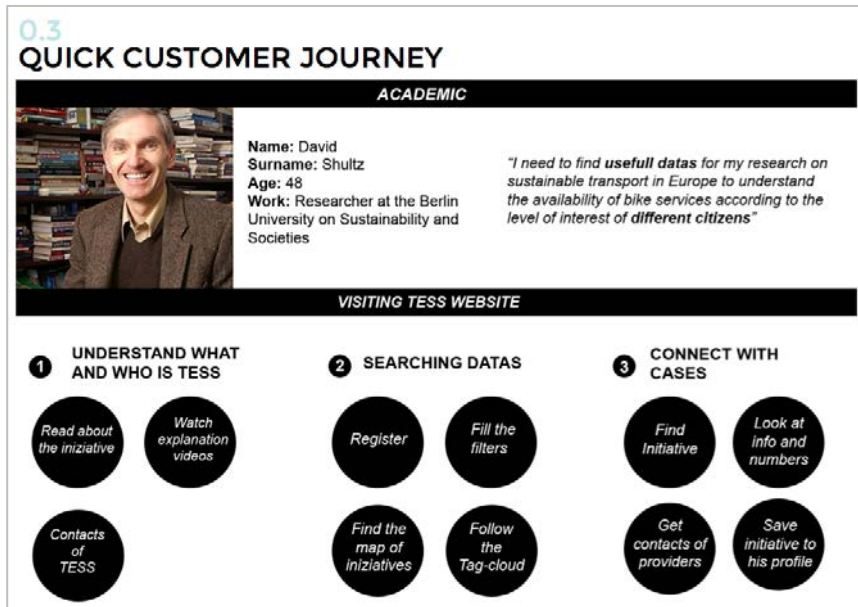 0.3
QUICK CUSTOMER JOURNEY
ACADEMIC
Name: David
Surname: Shultz
Age: 48
Work: Researcher at the Berlin
University on Sustainability and
Societies
“I need to find usefull datas for my research on
sustainable transport in Europe to understand
the availability of bike services according to the
level of interest of different citizens”
VISITING TESS WEBSITE
1 UNDERSTAND WHAT
AND WHO IS TESS
Read about
the iniziative
Watch
explanation
videos
Contacts
of
TESS
2 SEARCHING DATAS
Register
Fill the
filters
Find the
map of
iniziatives
Follow
the
Tag-cloud
3 CONNECT WITH
CASES
Find
Initiative
Look at
info and
numbers
Get
contacts of
providers
Save
initiative to
his profile